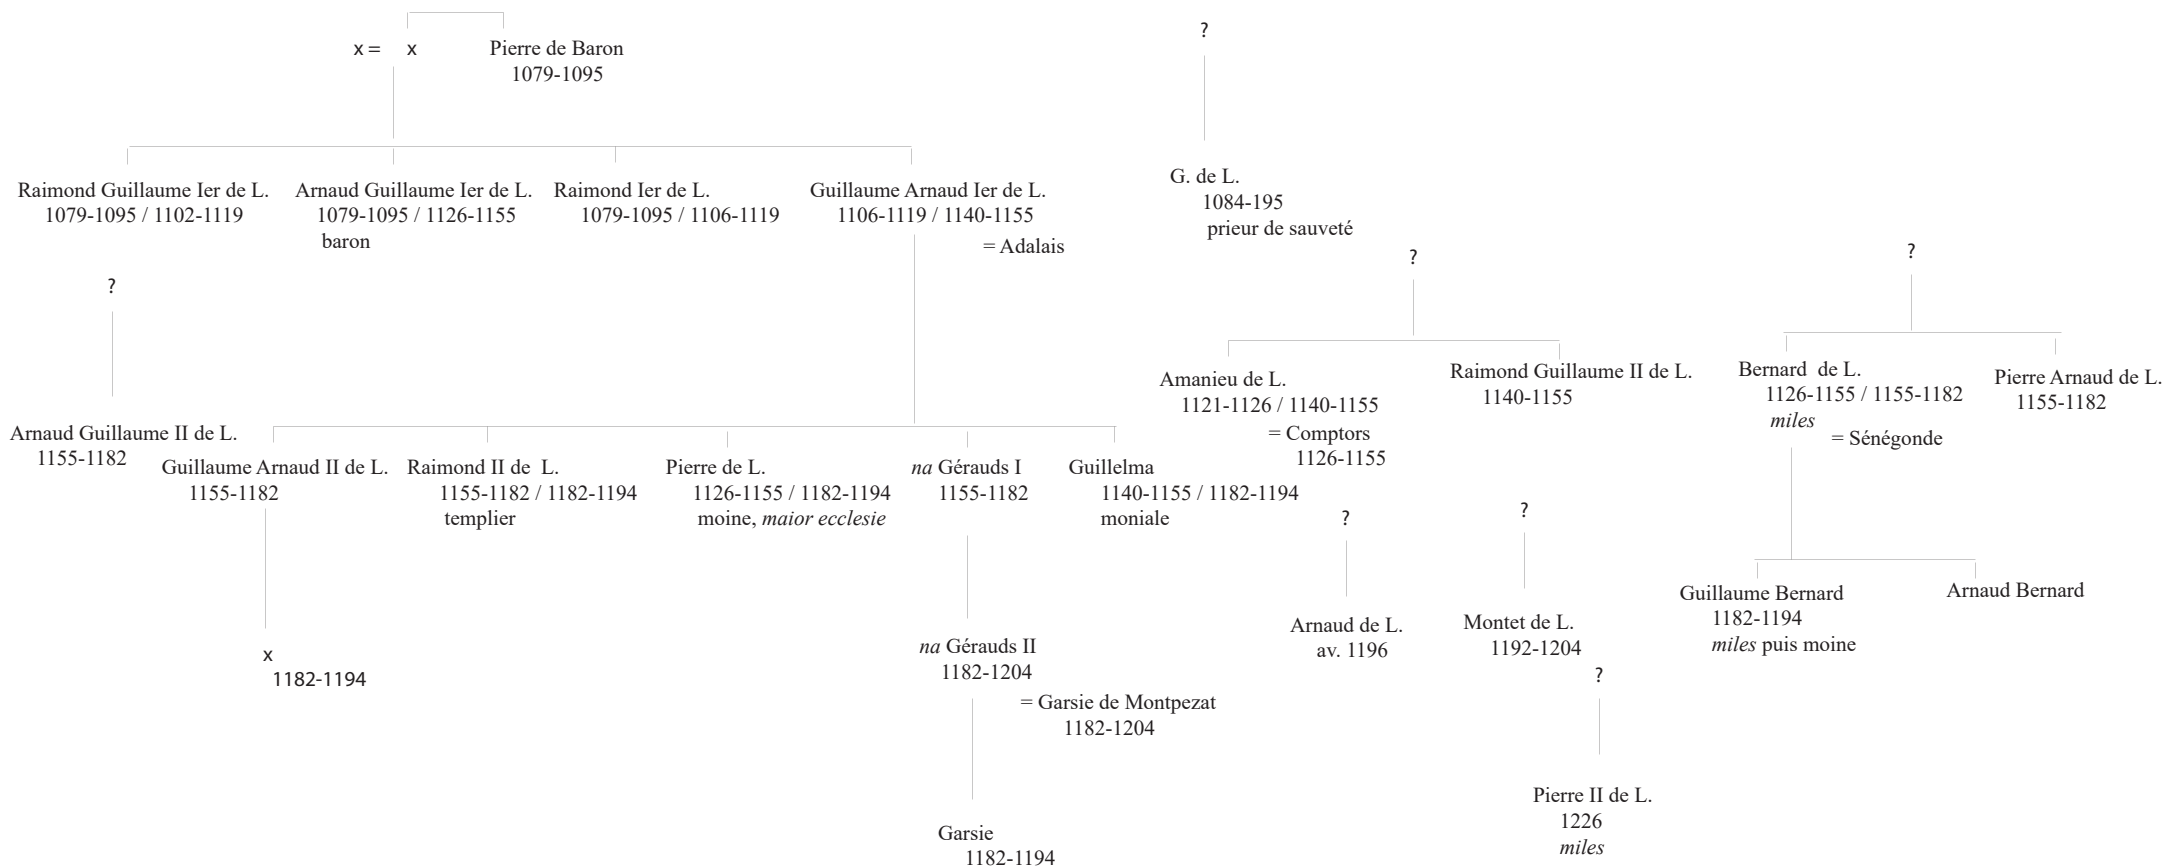 ?
x = x Pierre de Baron
1079-1095
Raimond Guillaume Ier de L. Arnaud Guillaume Ier de L. Raimond Ier de L. Guillaume Arnaud Ier de L. G. de L.
1079-1095 / 1102-1119 1079-1095 / 1126-1155 1079-1095 / 1106-1119 1106-1119 / 1140-1155 1084-195
baron prieur de sauveté
= Adalais
? ? ?
Amanieu de L. Raimond Guillaume II de L. Bernard de L. Pierre Arnaud de L.
1121-1126 / 1140-1155 1140-1155 1126-1155 / 1155-1182 1155-1182
miles
= Comptors = Sénégonde
1126-1155
Arnaud Guillaume II de L.
1155-1182
Guillaume Arnaud II de L. Raimond II de L. Pierre de L. na Gérauds I Guillelma
1155-1182 1155-1182 / 1182-1194 1126-1155 / 1182-1194 1155-1182 1140-1155 / 1182-1194
templier moine, maior ecclesie moniale
? ?
Guillaume Bernard Arnaud Bernard
1182-1194
miles puis moine
Arnaud de L. Montet de L.
av. 1196 1192-1204
x na Gérauds II
1182-1194 1182-1204
?
= Garsie de Montpezat
1182-1204
Pierre II de L.
1226
miles
Garsie
1182-1194